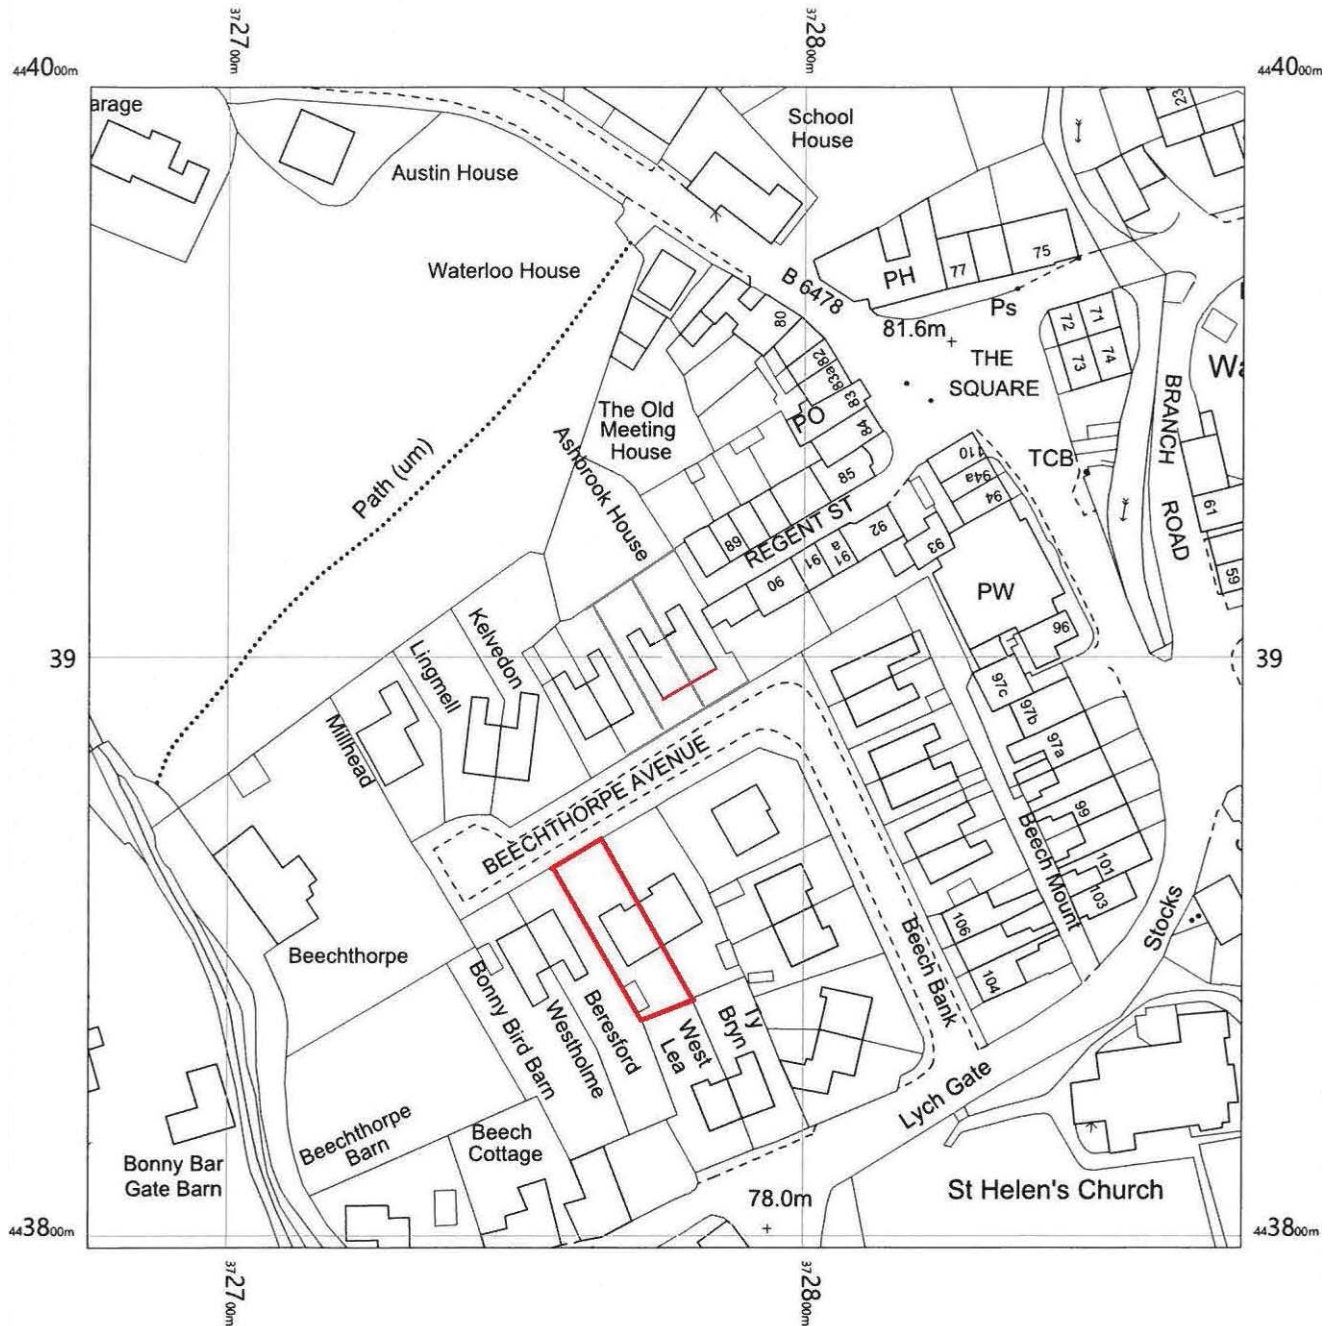 372700m
372800m
444000m
444000m
arage
Austin House
School
House
23
Waterloo House
B 6478
PH
77
75
Ps
81.6m
THE
SQUARE
72
71
73
74
80
82
83a
83
PO
84
85
The Old
Meeting
House
Ashbrook House
Path (um)
110
94a
94
TCB
BRANCH ROAD
Wa
61
59
68
REGENT ST
92
91
a
91
90
93
PW
96
39
39
Kelvedon
Lingmell
Millhead
97c
97b
97a
99
101
103
BEECHTHORPE AVENUE
Beech Mount
106
104
Beech Bank
Stocks
Beechthorpe
Bonny Bird Barn
Westholme
Beresford
West
Lea
Ty
Bryn
Lych Gate
Beechthorpe
Barn
Beech
Cottage
Bonny Bar
Gate Barn
St Helen's Church
78.0m
443800m
443800m
372700m
372800m